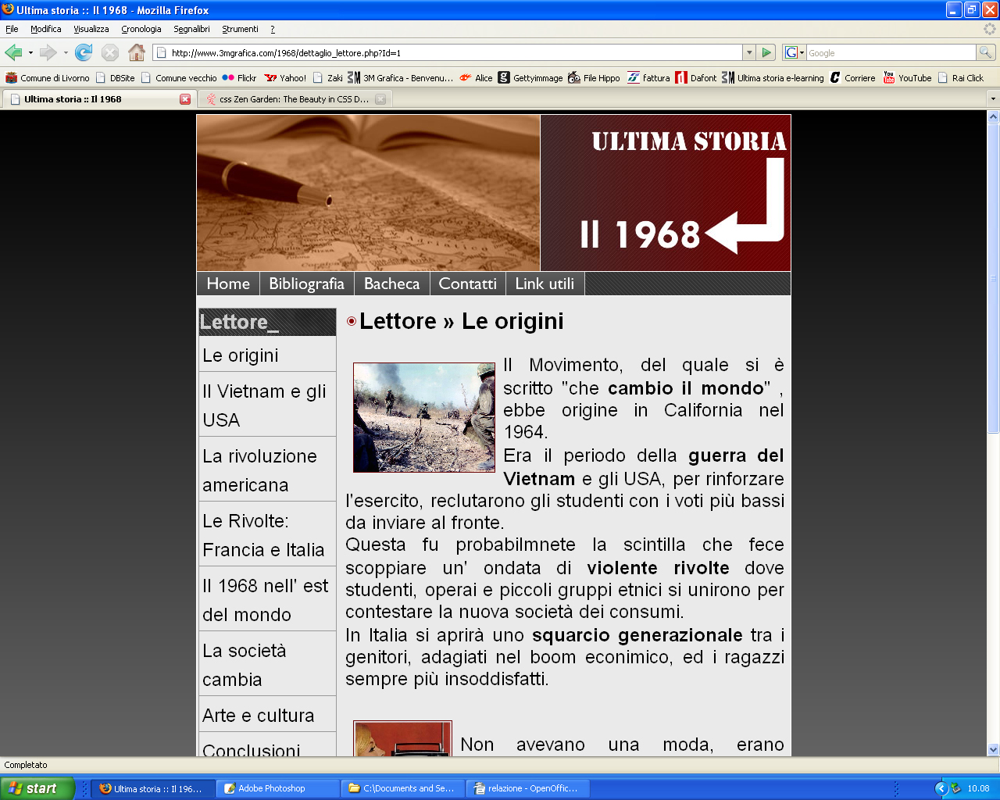 Ultima storia :: Il 1968 - Mozilla Firefox
File Modifica Visualizza Cronologia Segnalibri Strumenti ?
http://www.3mgrafica.com/1968/dettaglio_lettore.php?Id=1
Google
Comune di Livorno DBSite Comune vecchio Flickr Yahoo! Zaki 3M Grafica - Benvenu... Alice Gettyimmage File Hippo fattura Dafont Ultima storia e-learning Corriere YouTube Rai Click
Ultima storia :: Il 1968
css Zen Garden: The Beauty in CSS D...
ULTIMA STORIA
Il 1968
Home Bibliografia Bacheca Contatti Link utili
Lettore_
Le origini
Il Vietnam e gli
USA
La rivoluzione
americana
Le Rivolte:
Francia e Italia
Il 1968 nell' est
del mondo
La società
cambia
Arte e cultura
Conclusioni
Lettore » Le origini
Il Movimento, del quale si è
scritto "che cambio il mondo" ,
ebbe origine in California nel
1964.
Era il periodo della guerra del
Vietnam e gli USA, per rinforzare
l'esercito, reclutarono gli studenti con i voti più bassi
da inviare al fronte.
Questa fu probabilmnete la scintilla che fece
scoppiare un' ondata di violente rivolte dove
studenti, operai e piccoli gruppi etnici si unirono per
contestare la nuova società dei consumi.
In Italia si aprirà uno squarcio generazionale tra i
genitori, adagiati nel boom econimico, ed i ragazzi
sempre più insoddisfatti.
Non avevano una moda, erano
Completato
start Ultima storia :: Il 196... Adobe Photoshop C:\Documents and Se... relazione - OpenOffic... 10.08